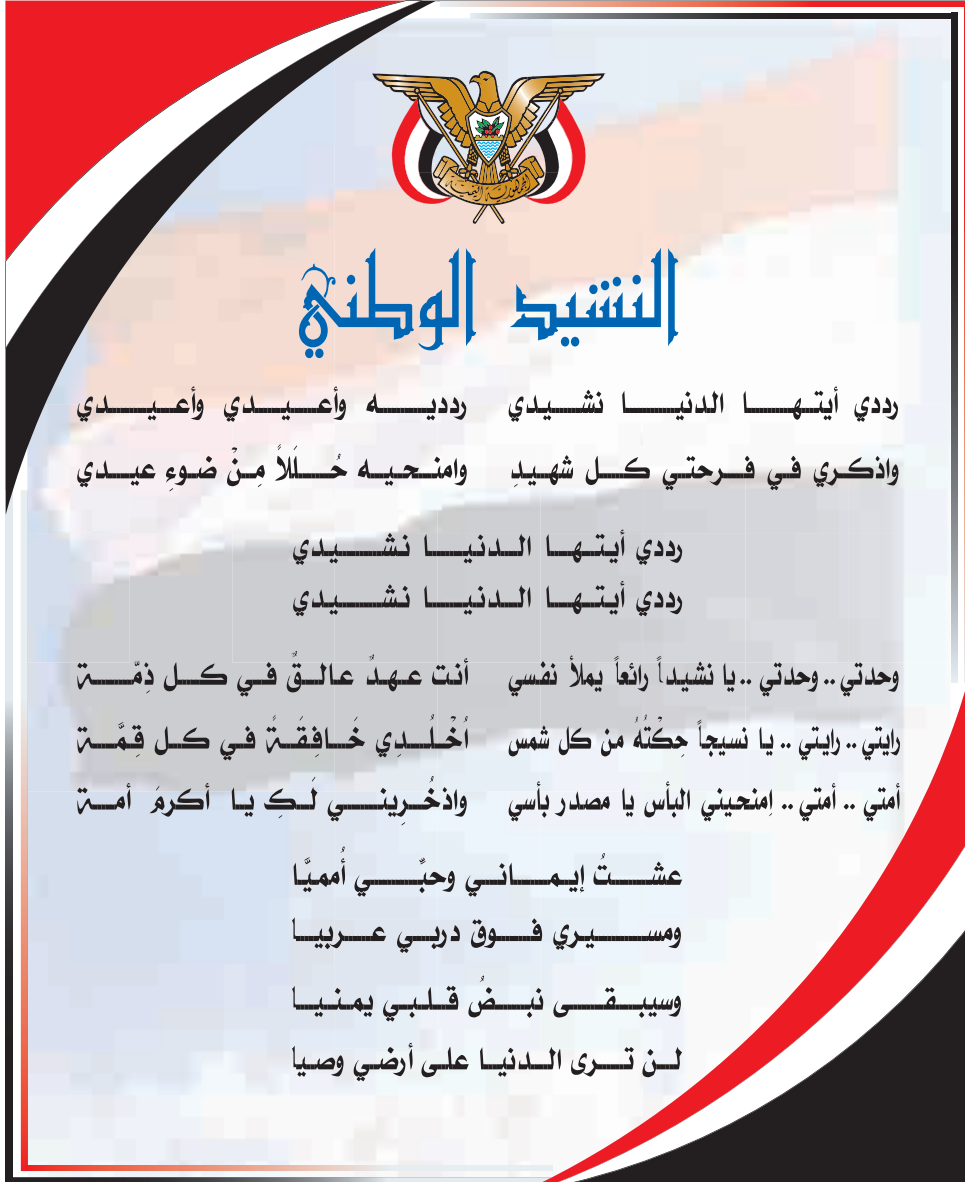 الجمهورية اليمنية
النشيد الوطني
رددي أيتها الدنيا نشيدي رددیه وأعيدي وأعيدي
واذكري في فرحتي كل شهيدِ وامنحيه حُلَلاً مِنْ ضوءِ عيدي
رددي أيتها الدنيا نشيدي
رددي أيتها الدنيا نشيدي
وحدتي .. وحدتي .. يا نشيداً رائعاً يملأ نفسي أنت عهدٌ عالقٌ في كل ذِمّة
رايتي .. رايتي .. يا نسيجاً حِكْتُهُ من كل شمس أُخْلُدِي خَافِقَةً في كل قِمَّة
أمتي .. أمتي .. اِمنحيني البأس يا مصدر بأسي واذخُرِيني لَكِ يا أكرمَ أمة
عشتُ إيماني وحبِّي أُمميَّا
ومسيري فوق دربي عربيا
وسيبقى نبضُ قلبي يمنيا
لن ترى الدنيا على أرضي وصيا